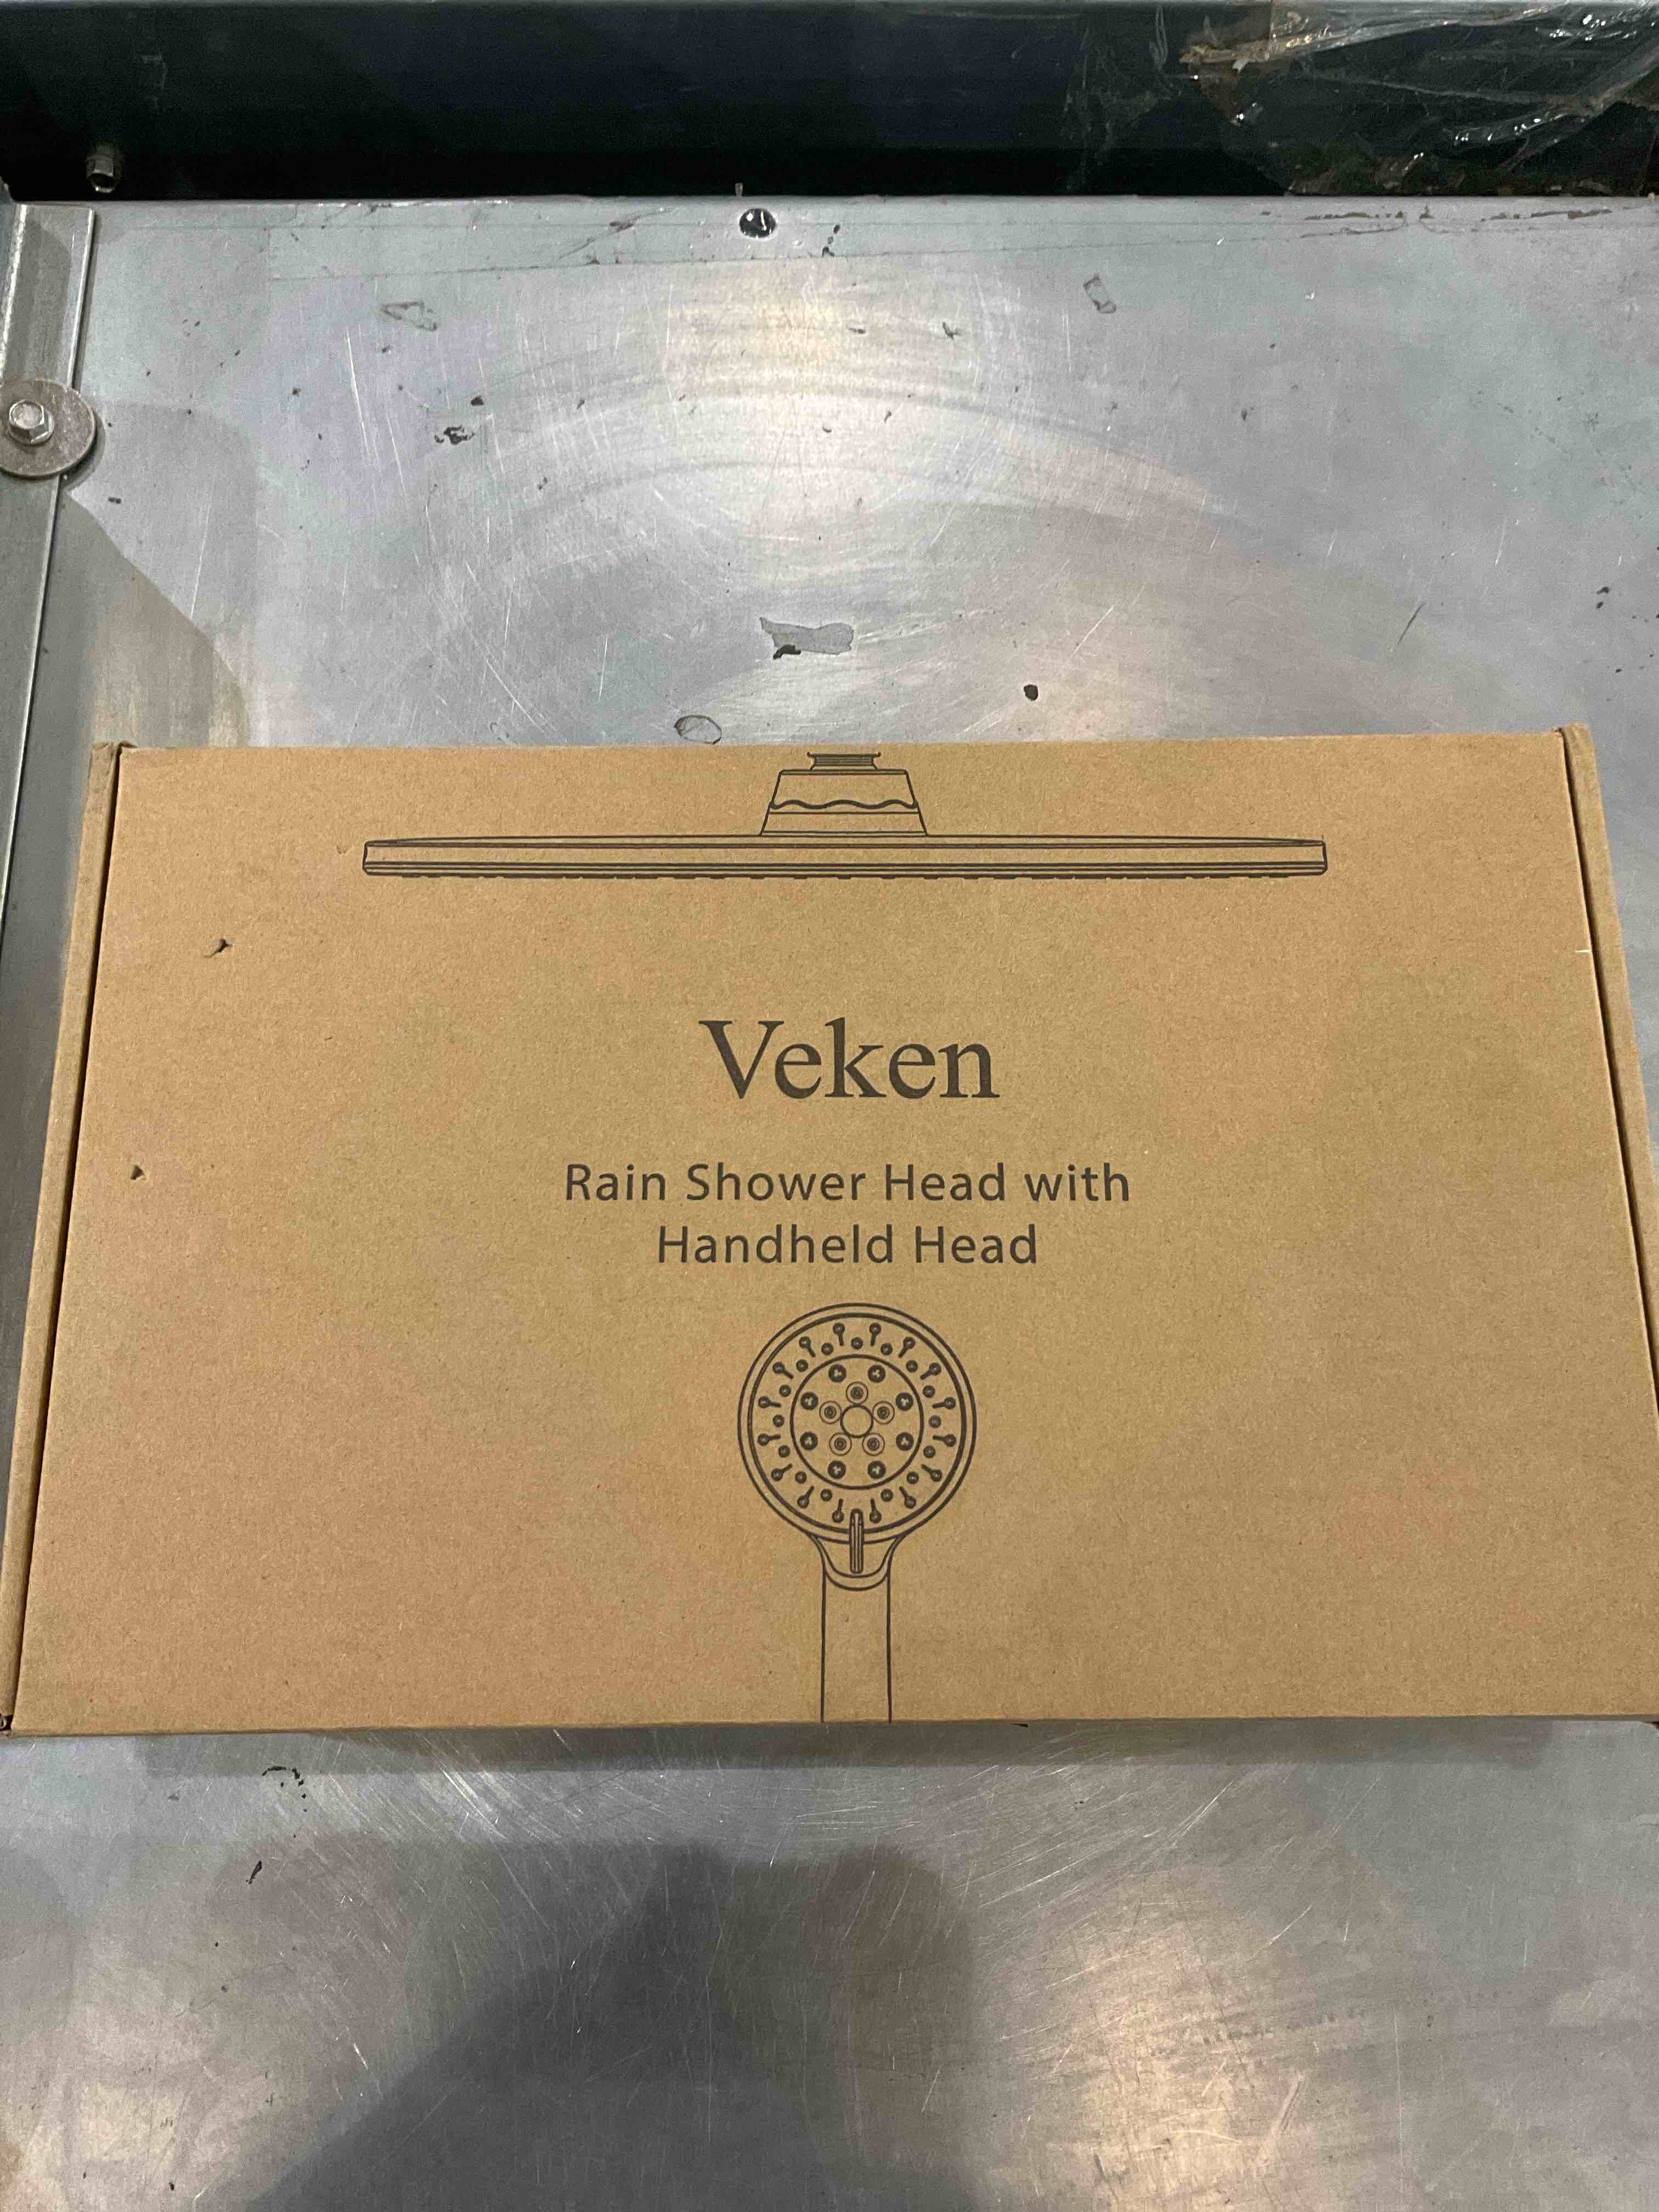 Veken
Rain Shower Head with
Handheld Head